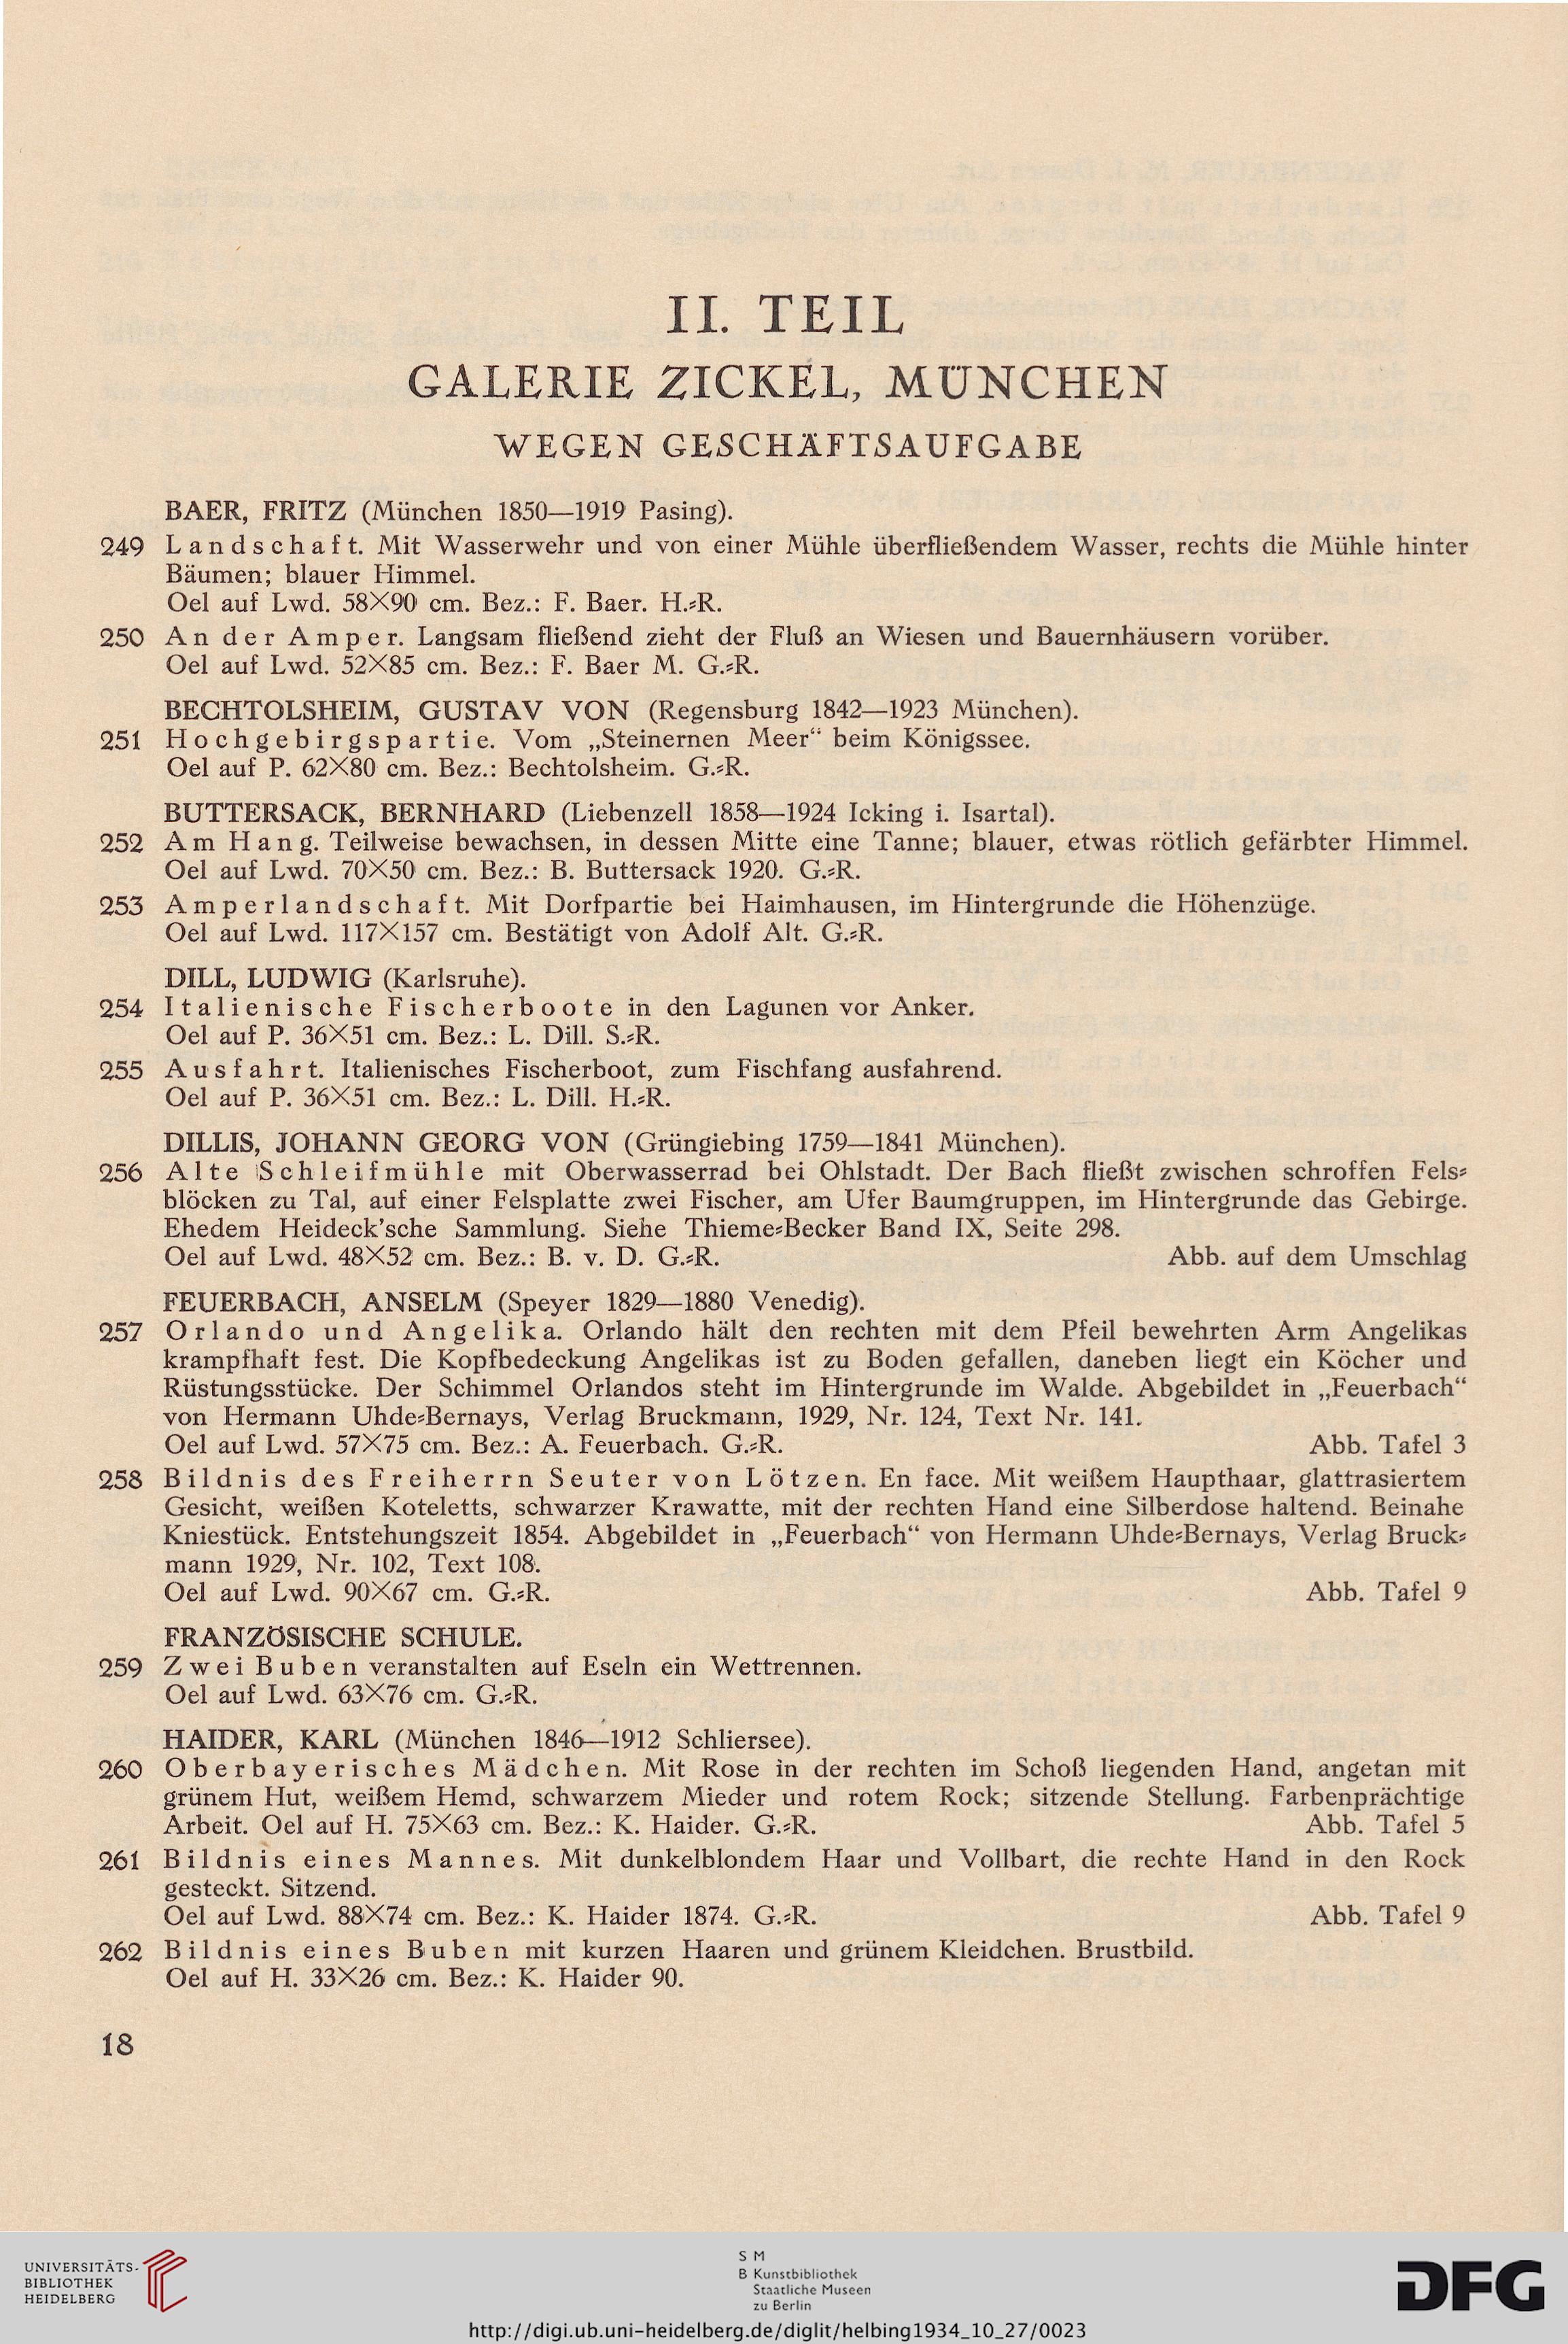 II. TEIL
GALERIE ZICKEL, MÜNCHEN
WEGEN GESCHÄFTSAUFGABE
BAER, FRITZ (München 1850—1919 Pasing).
249 Landschaft. Mit Wasserwehr und von einer Mühle überfließendem Wasser, rechts die Mühle hinter
Bäumen; blauer Himmel.
Oel auf Lwd. 58×90 cm. Bez.: F. Baer. H.=R.
250 An der Amper. Langsam fließend zieht der Fluß an Wiesen und Bauernhäusern vorüber.
Oel auf Lwd. 52×85 cm. Bez.: F. Baer M. G.=R.
BECHTOLSHEIM, GUSTAV VON (Regensburg 1842—1923 München).
251 Hochgebirgspartie. Vom „Steinernen Meer“ beim Königssee.
Oel auf P. 62×80 cm. Bez.: Bechtolsheim. G.=R.
BUTTERSACK, BERNHARD (Liebenzell 1858—1924 Icking i. Isartal).
252 Am Hang. Teilweise bewachsen, in dessen Mitte eine Tanne; blauer, etwas rötlich gefärbter Himmel.
Oel auf Lwd. 70×50 cm. Bez.: B. Buttersack 1920. G.=R.
253 Amperlandschaft. Mit Dorfpartie bei Haimhausen, im Hintergrunde die Höhenzüge.
Oel auf Lwd. 117×157 cm. Bestätigt von Adolf Alt. G.=R.
DILL, LUDWIG (Karlsruhe).
254 Italienische Fischerboote in den Lagunen vor Anker.
Oel auf P. 36×51 cm. Bez.: L. Dill. S.=R.
255 Ausfahrt. Italienisches Fischerboot, zum Fischfang ausfahrend.
Oel auf P. 36×51 cm. Bez.: L. Dill. H.=R.
DILLIS, JOHANN GEORG VON (Grüngiebing 1759—1841 München).
256 Alte Schleifmühle mit Oberwasserrad bei Ohlstadt. Der Bach fließt zwischen schroffen Fels=
blöcken zu Tal, auf einer Felsplatte zwei Fischer, am Ufer Baumgruppen, im Hintergrunde das Gebirge.
Ehedem Heideck'sche Sammlung. Siehe Thieme=Becker Band IX, Seite 298.
Oel auf Lwd. 48×52 cm. Bez.: B. v. D. G.=R. Abb. auf dem Umschlag
FEUERBACH, ANSELM (Speyer 1829—1880 Venedig).
257 Orlando und Angelika. Orlando hält den rechten mit dem Pfeil bewehrten Arm Angelikas
krampfhaft fest. Die Kopfbedeckung Angelikas ist zu Boden gefallen, daneben liegt ein Köcher und
Rüstungsstücke. Der Schimmel Orlandos steht im Hintergrunde im Walde. Abgebildet in „Feuerbach“
von Hermann Uhde=Bernays, Verlag Bruckmann, 1929, Nr. 124, Text Nr. 141.
Oel auf Lwd. 57×75 cm. Bez.: A. Feuerbach. G.=R. Abb. Tafel 3
258 Bildnis des Freiherrn Seuter von Lötzen. En face. Mit weißem Haupthaar, glattrasiertem
Gesicht, weißen Koteletts, schwarzer Krawatte, mit der rechten Hand eine Silberdose haltend. Beinahe
Kniestück. Entstehungszeit 1854. Abgebildet in „Feuerbach“ von Hermann Uhde=Bernays, Verlag Bruck=
mann 1929, Nr. 102, Text 108.
Oel auf Lwd. 90×67 cm. G.=R. Abb. Tafel 9
FRANZÖSISCHE SCHULE.
259 Zwei Buben veranstalten auf Eseln ein Wettrennen.
Oel auf Lwd. 63×76 cm. G.=R.
HAIDER, KARL (München 1846—1912 Schliersee).
260 Oberbayerisches Mädchen. Mit Rose in der rechten im Schoß liegenden Hand, angetan mit
grünem Hut, weißem Hemd, schwarzem Mieder und rotem Rock; sitzende Stellung. Farbenprächtige
Arbeit. Oel auf H. 75×63 cm. Bez.: K. Haider. G.=R. Abb. Tafel 5
261 Bildnis eines Mannes. Mit dunkelblondem Haar und Vollbart, die rechte Hand in den Rock
gesteckt. Sitzend.
Oel auf Lwd. 88×74 cm. Bez.: K. Haider 1874. G.=R. Abb. Tafel 9
262 Bildnis eines Buben mit kurzen Haaren und grünem Kleidchen. Brustbild.
Oel auf H. 33×26 cm. Bez.: K. Haider 90.
18
UNIVERSITÄTS-
BIBLIOTHEK
HEIDELBERG
S M
B Kunstbibliothek
Staatliche Museen
zu Berlin
DFG
http://digi.ub.uni-heidelberg.de/diglit/helbing1934_10_27/0023